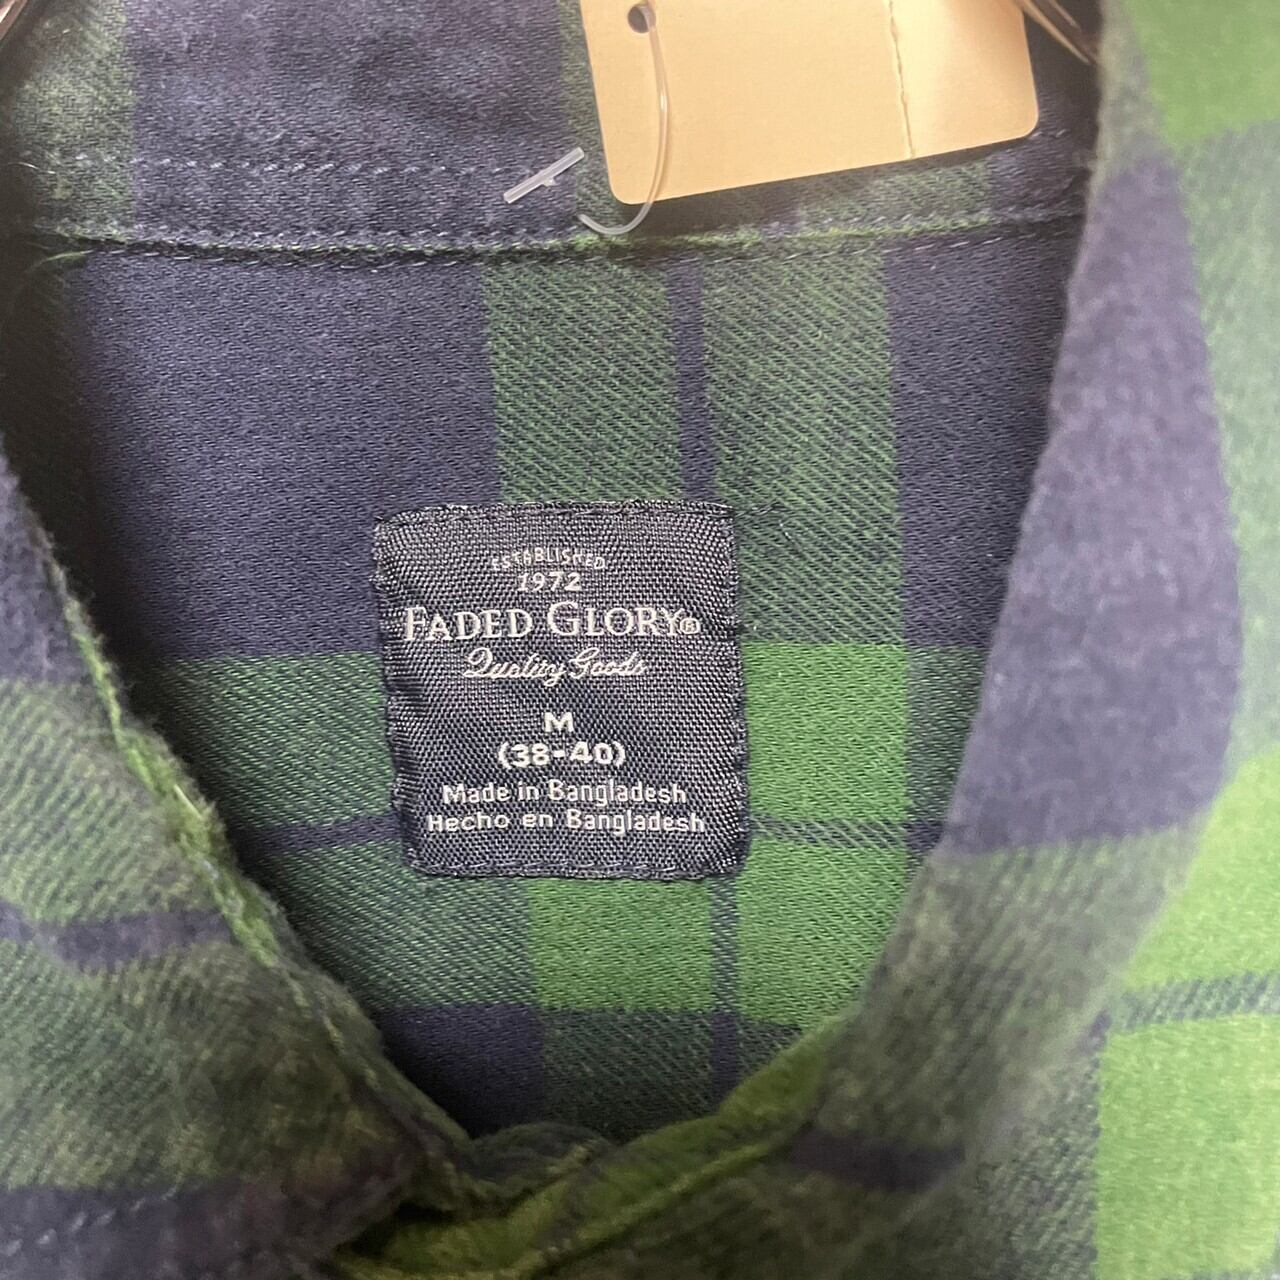 ESTABLISHED
1972
FADED GLORY®
Quality Goods
M
(38-40)
Made in Bangladesh
Hecho en Bangladesh